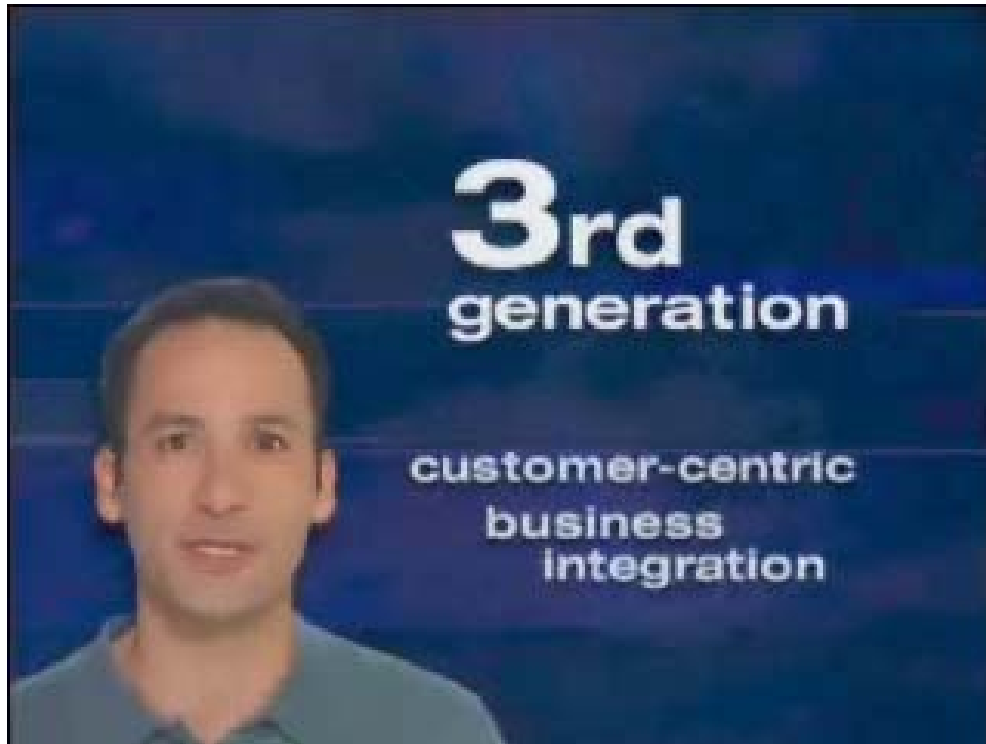 3rd
generation
customer-centric
business
integration